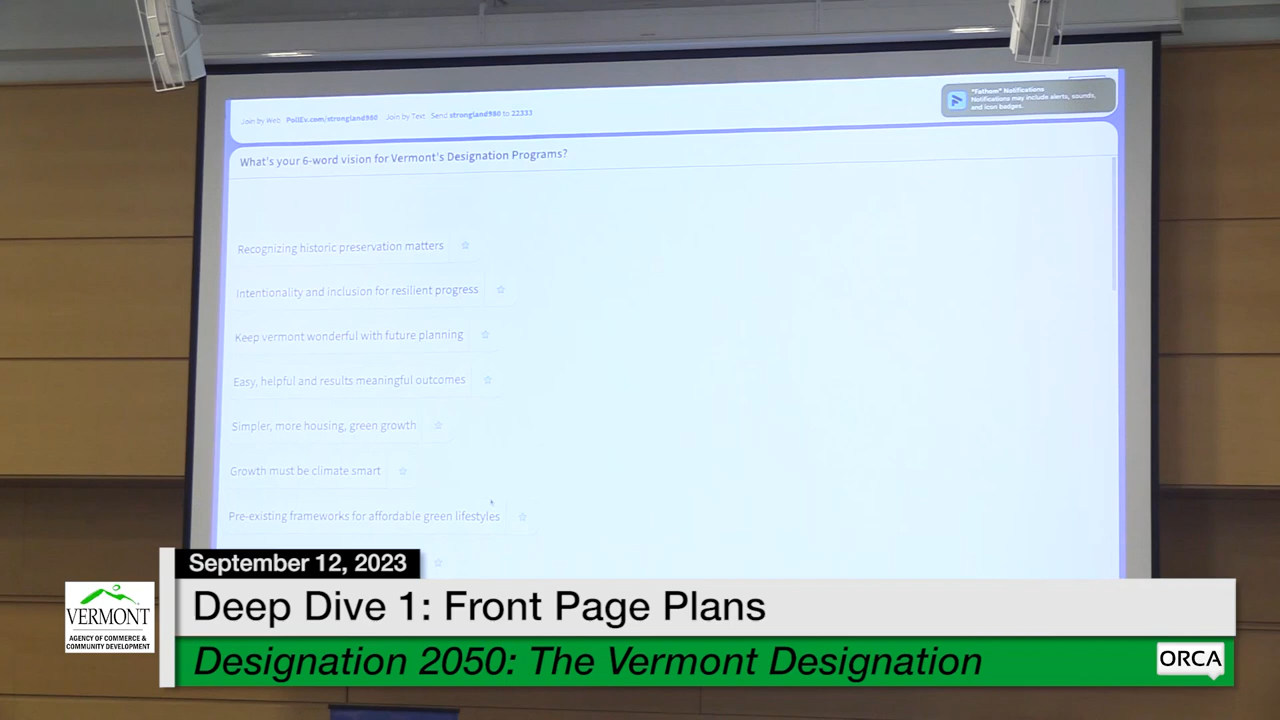 "Fathom" Notifications
Notifications may include alerts, sounds,
and icon badges.
Join by Web PollEv.com/strongland980 Join by Text Send strongland980 to 22333
What's your 6-word vision for Vermont's Designation Programs?
Recognizing historic preservation matters
Intentionality and inclusion for resilient progress
Keep vermont wonderful with future planning
Easy, helpful and results meaningful outcomes
Simpler, more housing, green growth
Growth must be climate smart
Pre-existing frameworks for affordable green lifestyles
September 12, 2023
Deep Dive 1: Front Page Plans
Designation 2050: The Vermont Designation
VERMONT
AGENCY OF COMMERCE &
COMMUNITY DEVELOPMENT
ORCA